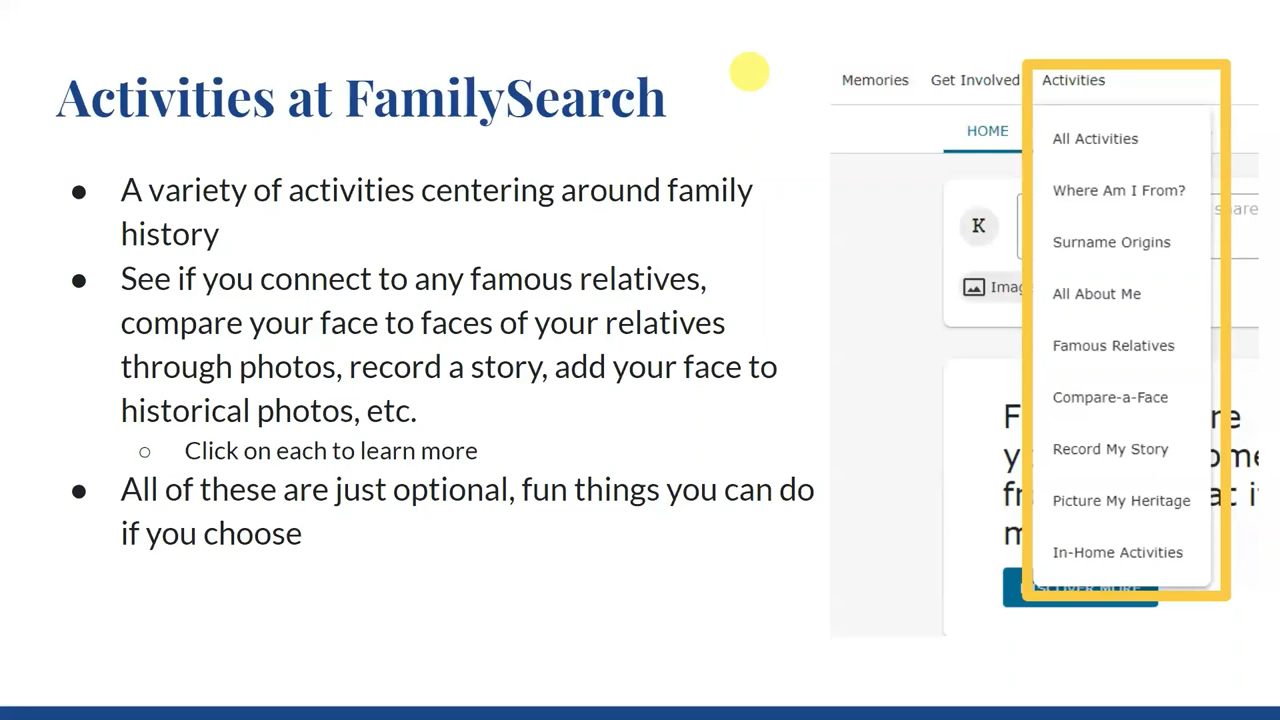 Activities at FamilySearch
● A variety of activities centering around family
history
● See if you connect to any famous relatives,
compare your face to faces of your relatives
through photos, record a story, add your face to
historical photos, etc.
○ Click on each to learn more
● All of these are just optional, fun things you can do
if you choose
Memories Get Involved Activities
HOME
All Activities
Where Am I From?
K
share
Surname Origins
Imag
All About Me
Famous Relatives
Compare-a-Face
Record My Story
Picture My Heritage
In-Home Activities
DISCOVER MORE